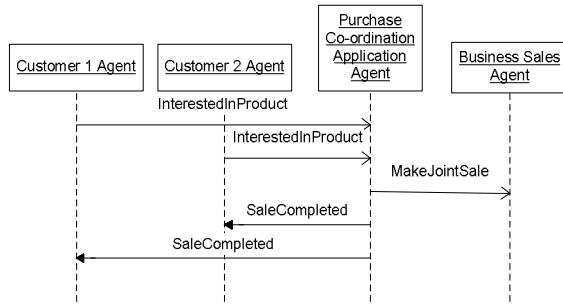 Purchase
Co-ordination
Application
Agent
Customer 1 Agent
Customer 2 Agent
Business Sales
Agent
InterestedInProduct
InterestedInProduct
MakeJointSale
SaleCompleted
SaleCompleted